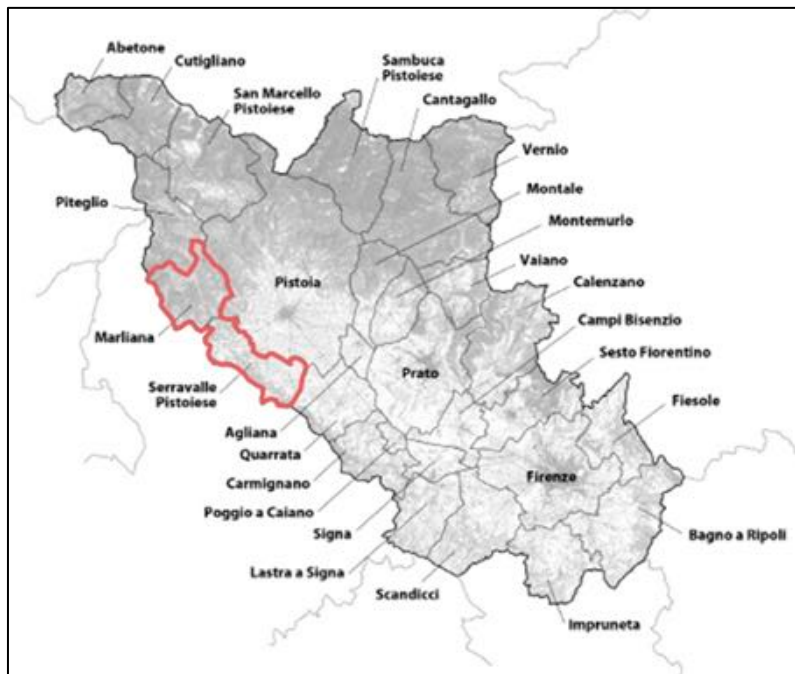 Abetone
Cutigliano
San Marcello
Pistoiese
Sambuca
Pistoiese
Cantagallo
Vernio
Montale
Montemurlo
Vaiano
Calenzano
Campi Bisenzio
Sesto Fiorentino
Fiesole
Piteglio
Pistoia
Marliana
Prato
Serravalle
Pistoiese
Agliana
Quarrata
Carmignano
Poggio a Caiano
Signa
Lastra a Signa
Scandicci
Firenze
Bagno a Ripoli
Impruneta